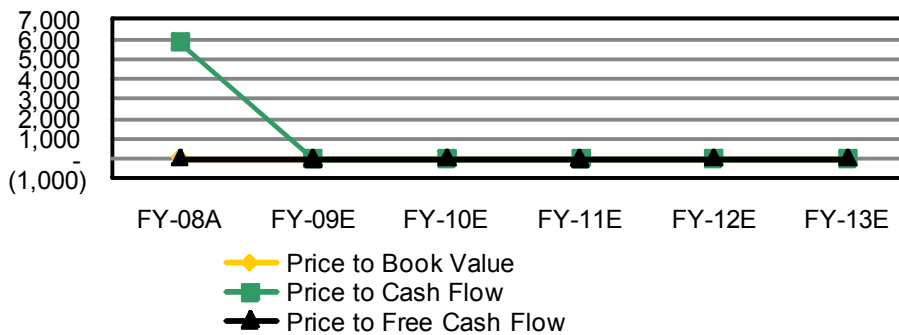 7,000
6,000
5,000
4,000
3,000
2,000
1,000
-
(1,000)
FY-08A FY-09E FY-10E FY-11E FY-12E FY-13E
Price to Book Value
Price to Cash Flow
Price to Free Cash Flow